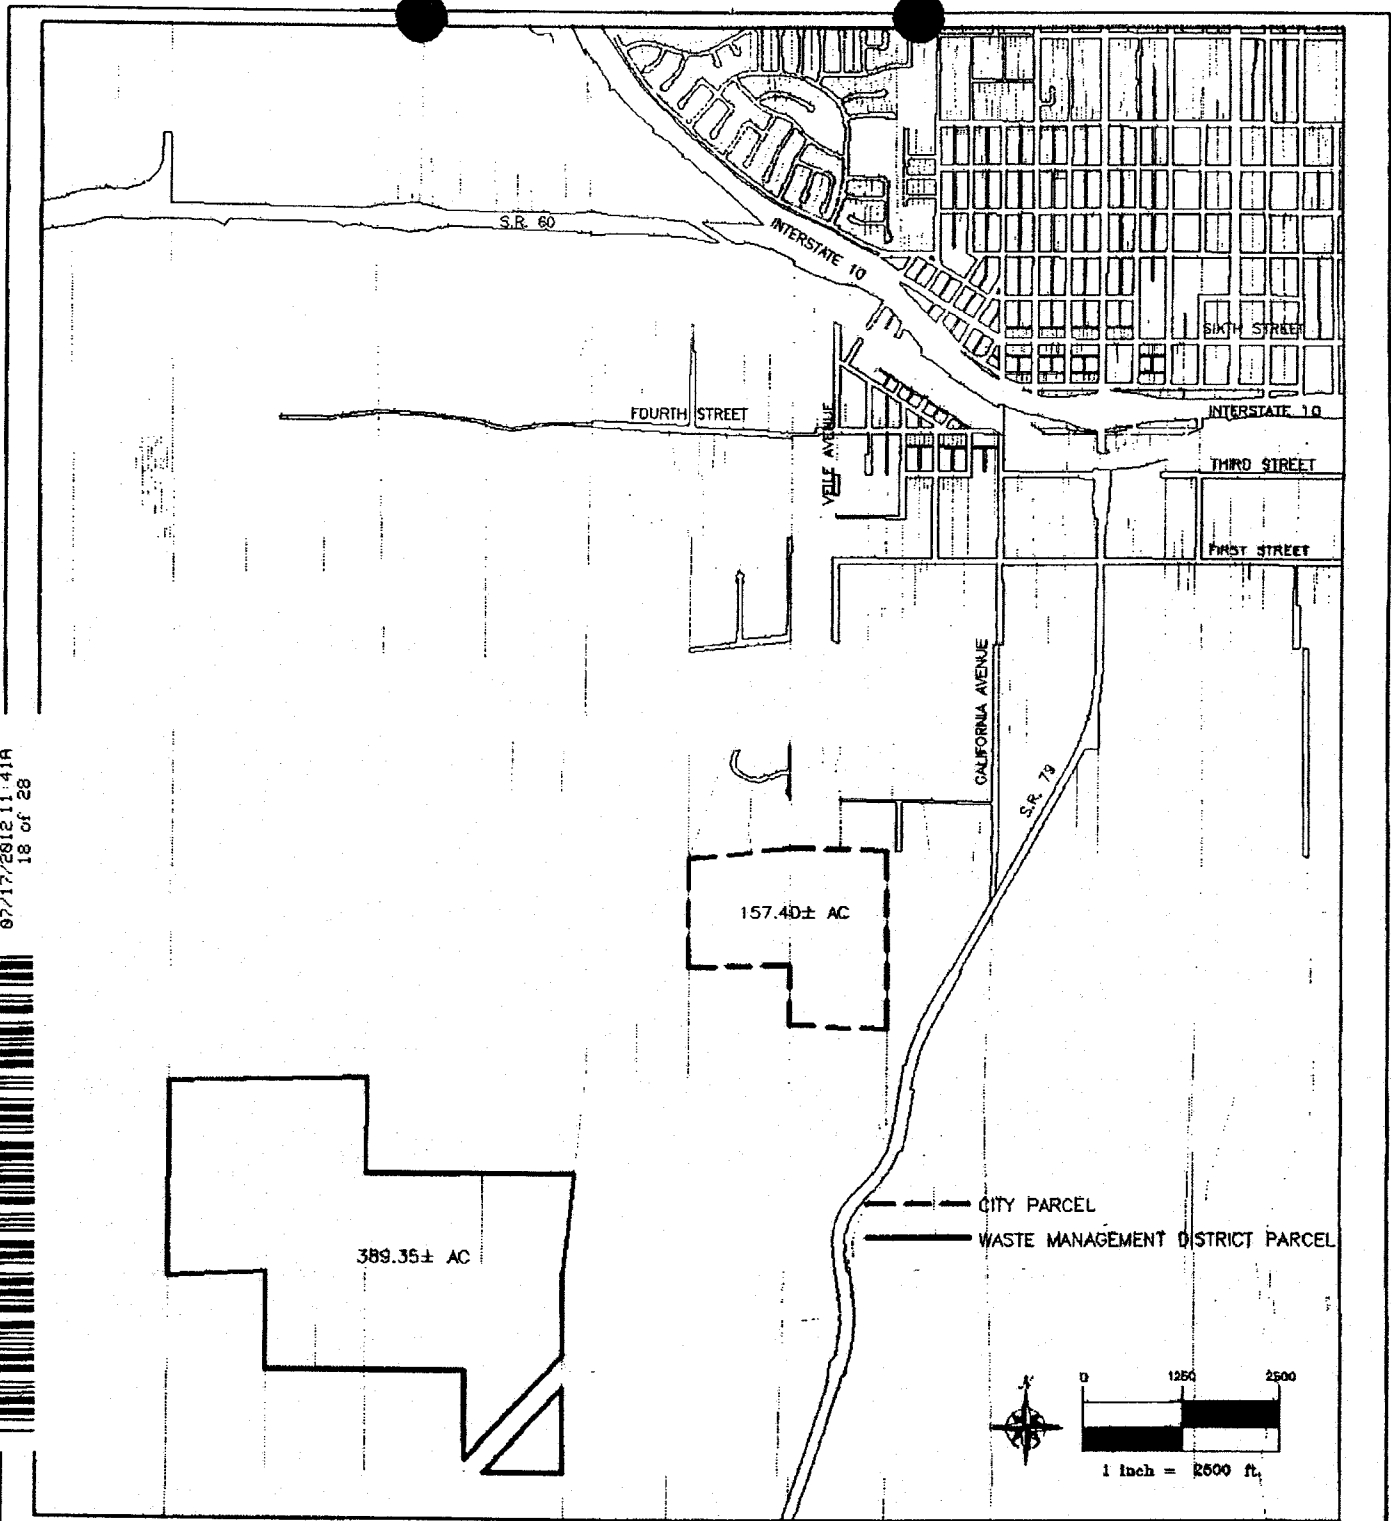 S.R. 60
INTERSTATE 10
SIXTH STREET
FOURTH STREET
VEILE AVENUE
INTERSTATE 10
THIRD STREET
FIRST STREET
CALIFORNIA AVENUE
S.R. 79
07/17/2012 11:41A
18 of 28
157.40± AC
CITY PARCEL
WASTE MANAGEMENT DISTRICT PARCEL
389.35± AC
N
0 1250 2500
1 inch = 2500 ft.